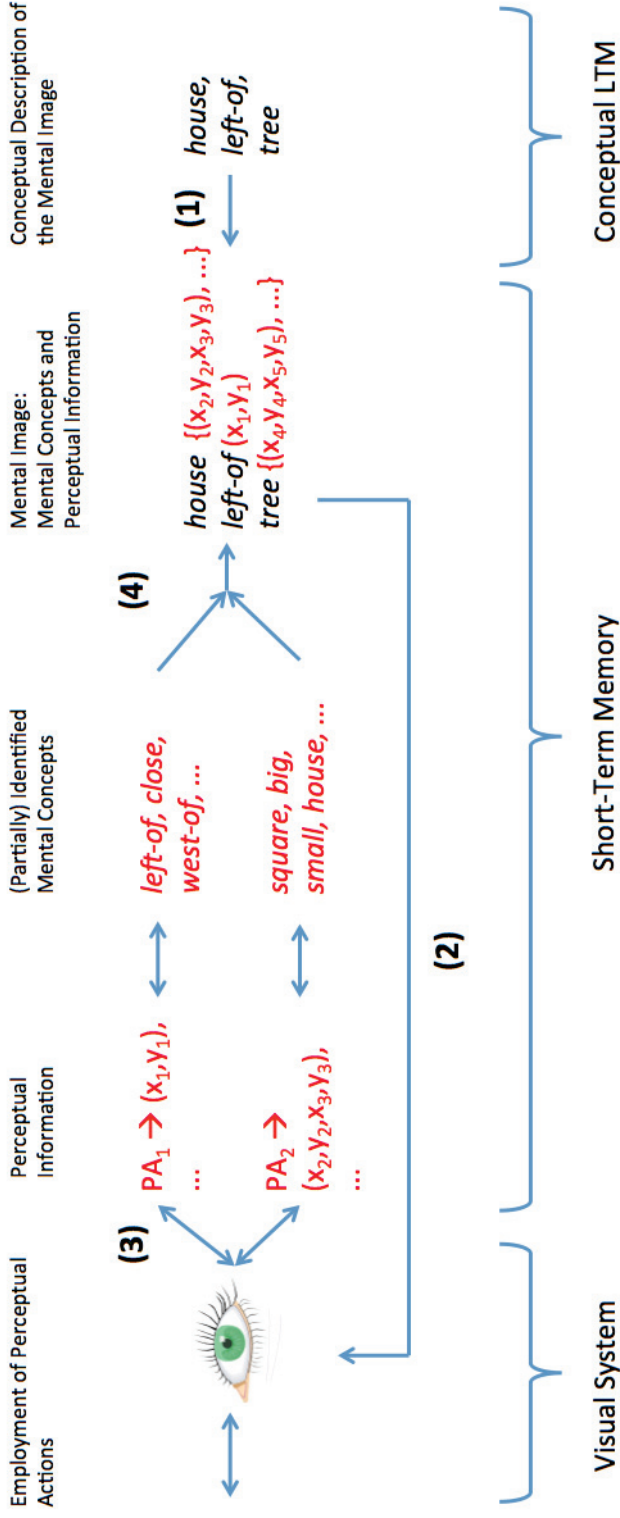 Employment of Perceptual
Actions
Perceptual
Information
(Partially) Identified
Mental Concepts
Mental Image:
Mental Concepts and
Perceptual Information
Conceptual Description of
the Mental Image
(3)
PA₁ → (x₁,y₁),
...
PA₂ →
(x₂,y₂,x₃,y₃),
...
left-of, close,
west-of, ...
square, big,
small, house, ...
(4)
house {(x₂,y₂,x₃,y₃), ...}
left-of (x₁,y₁)
tree {(x₄,y₄,x₅,y₅), ...}
(1)
house,
left-of,
tree
(2)
Visual System
Short-Term Memory
Conceptual LTM